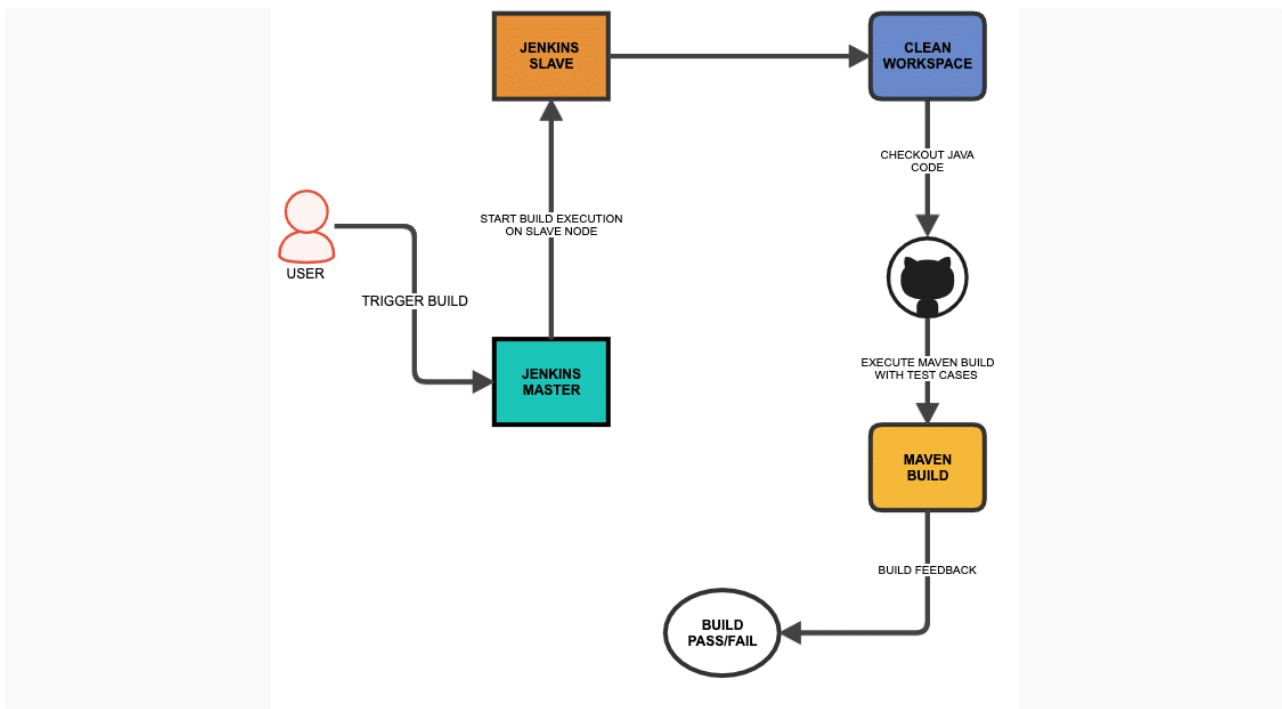 JENKINS
SLAVE
CLEAN
WORKSPACE
CHECKOUT JAVA
CODE
START BUILD EXECUTION
ON SLAVE NODE
USER
TRIGGER BUILD
JENKINS
MASTER
EXECUTE MAVEN BUILD
WITH TEST CASES
MAVEN
BUILD
BUILD FEEDBACK
BUILD
PASS/FAIL